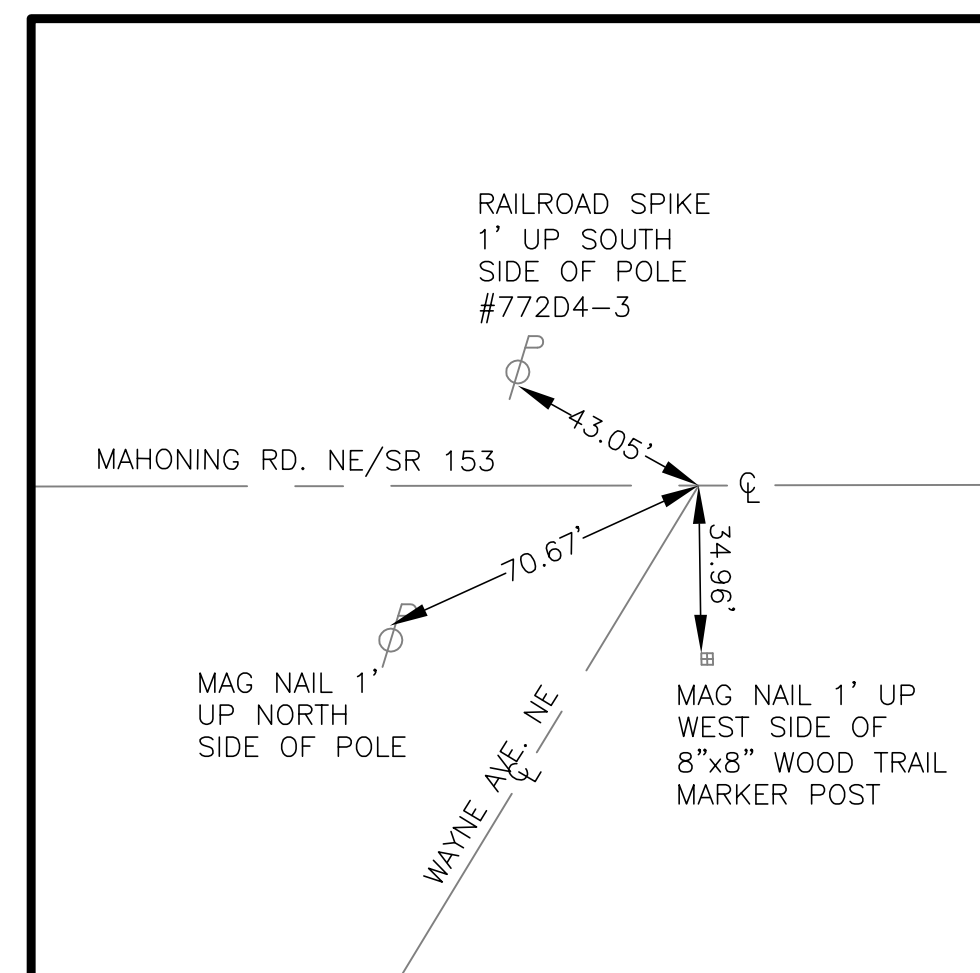 RAILROAD SPIKE
1' UP SOUTH
SIDE OF POLE
#772D4-3
43.05'
MAHONING RD. NE/SR 153
℄
70.67'
34.96'
MAG NAIL 1'
UP NORTH
SIDE OF POLE
MAG NAIL 1' UP
WEST SIDE OF
8"x8" WOOD TRAIL
MARKER POST
WAYNE AVE. NE
℄